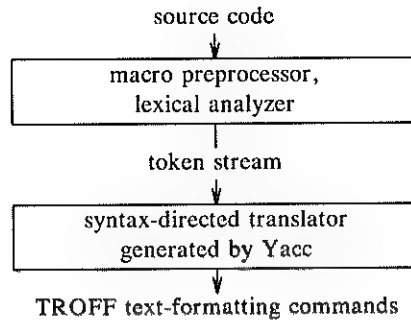 source code
macro preprocessor,
lexical analyzer
token stream
syntax-directed translator
generated by Yacc
TROFF text-formatting commands